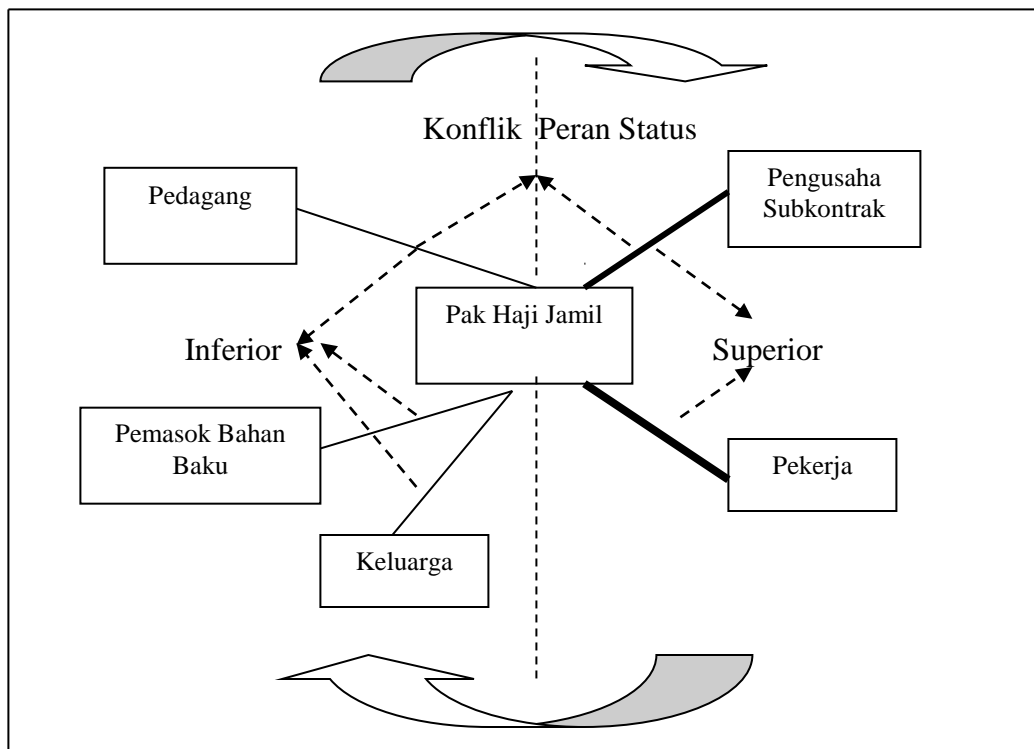 Konflik Peran Status
Pedagang
Pengusaha
Subkontrak
Pak Haji Jamil
Inferior
Superior
Pemasok Bahan
Baku
Pekerja
Keluarga